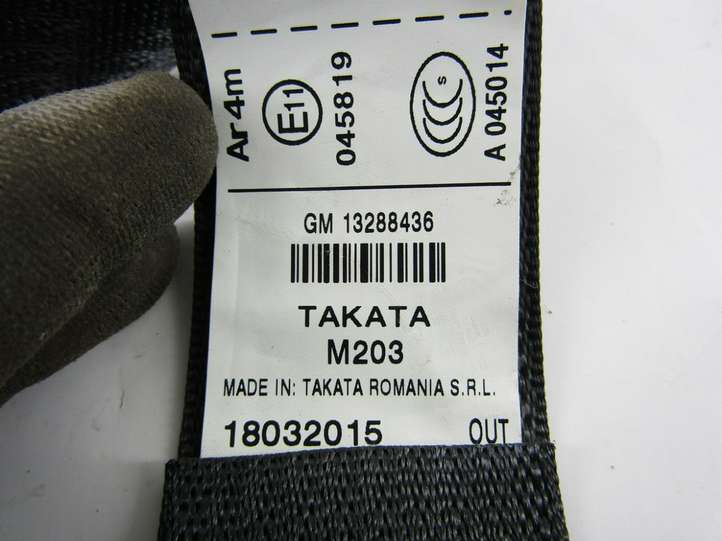 Ar4m
E11
045819
S
A 045014
GM 13288436
TAKATA
M203
MADE IN: TAKATA ROMANIA S.R.L.
18032015 OUT